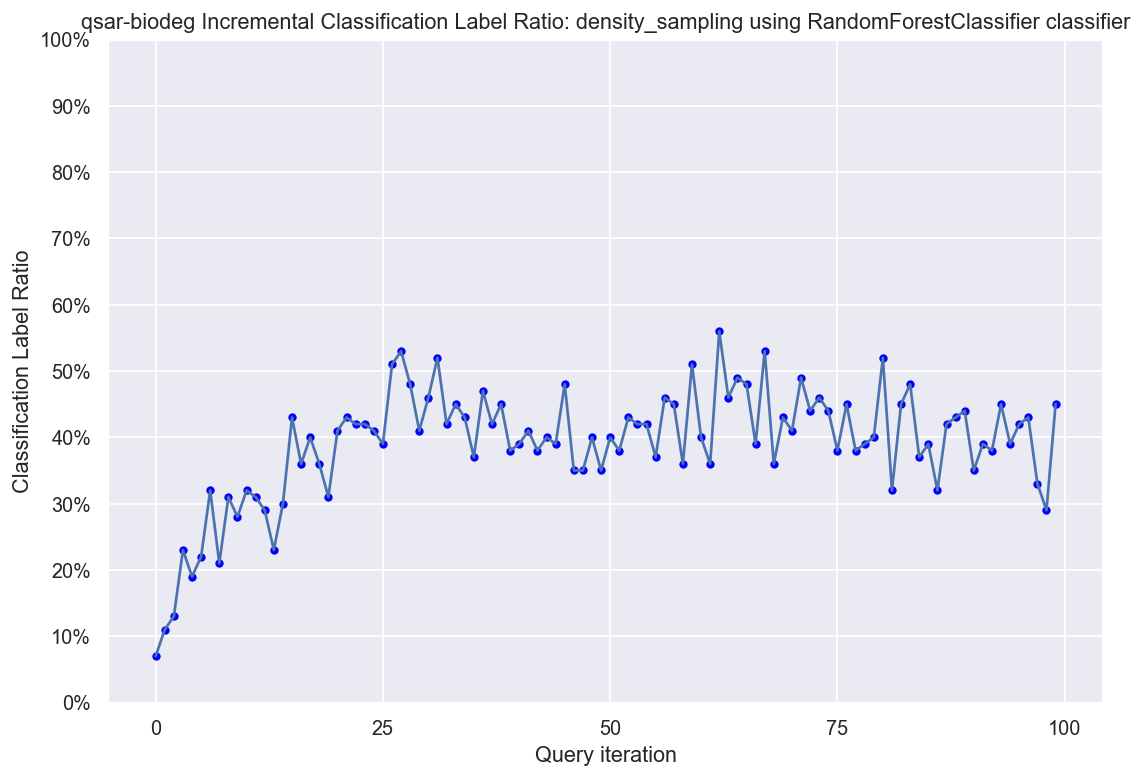 qsar-biodeg Incremental Classification Label Ratio: density_sampling using RandomForestClassifier classifier
100%
90%
80%
70%
60%
50%
40%
30%
20%
10%
0%
Classification Label Ratio
0 25 50 75 100
Query iteration